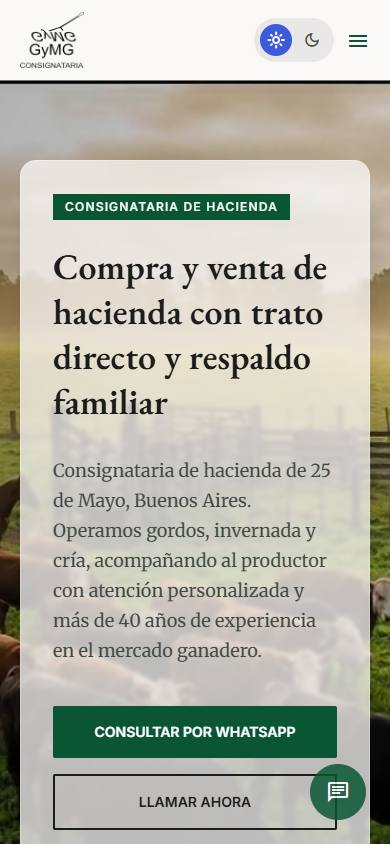 GyMG
CONSIGNATARIA
CONSIGNATARIA DE HACIENDA
Compra y venta de
hacienda con trato
directo y respaldo
familiar
Consignataria de hacienda de 25
de Mayo, Buenos Aires.
Operamos gordos, invernada y
cría, acompañando al productor
con atención personalizada y
más de 40 años de experiencia
en el mercado ganadero.
CONSULTAR POR WHATSAPP
LLAMAR AHORA